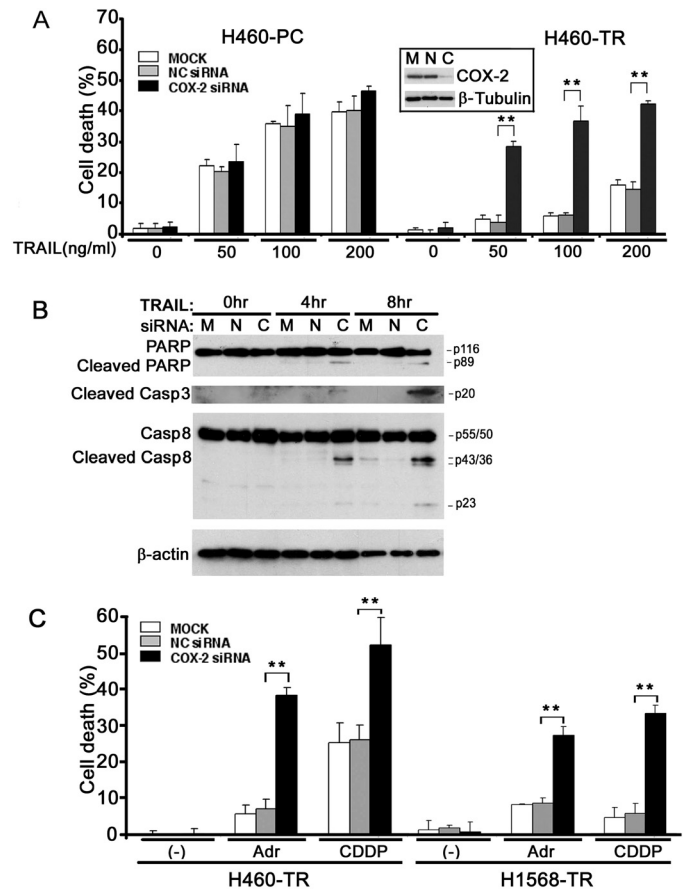 A
H460-PC
H460-TR
MOCK
NC siRNA
COX-2 siRNA
M N C
COX-2
β-Tubulin
** ** **
Cell death (%)
70
60
50
40
30
20
10
0
TRAIL(ng/ml) 0 50 100 200 0 50 100 200
B
TRAIL: 0hr 4hr 8hr
siRNA: M N C M N C M N C
PARP
Cleaved PARP
p116
p89
Cleaved Casp3
p20
Casp8
Cleaved Casp8
p55/50
p43/36
p23
β-actin
C
MOCK
NC siRNA
COX-2 siRNA
** ** ** **
Cell death (%)
60
50
40
30
20
10
0
(-) Adr CDDP (-) Adr CDDP
H460-TR H1568-TR